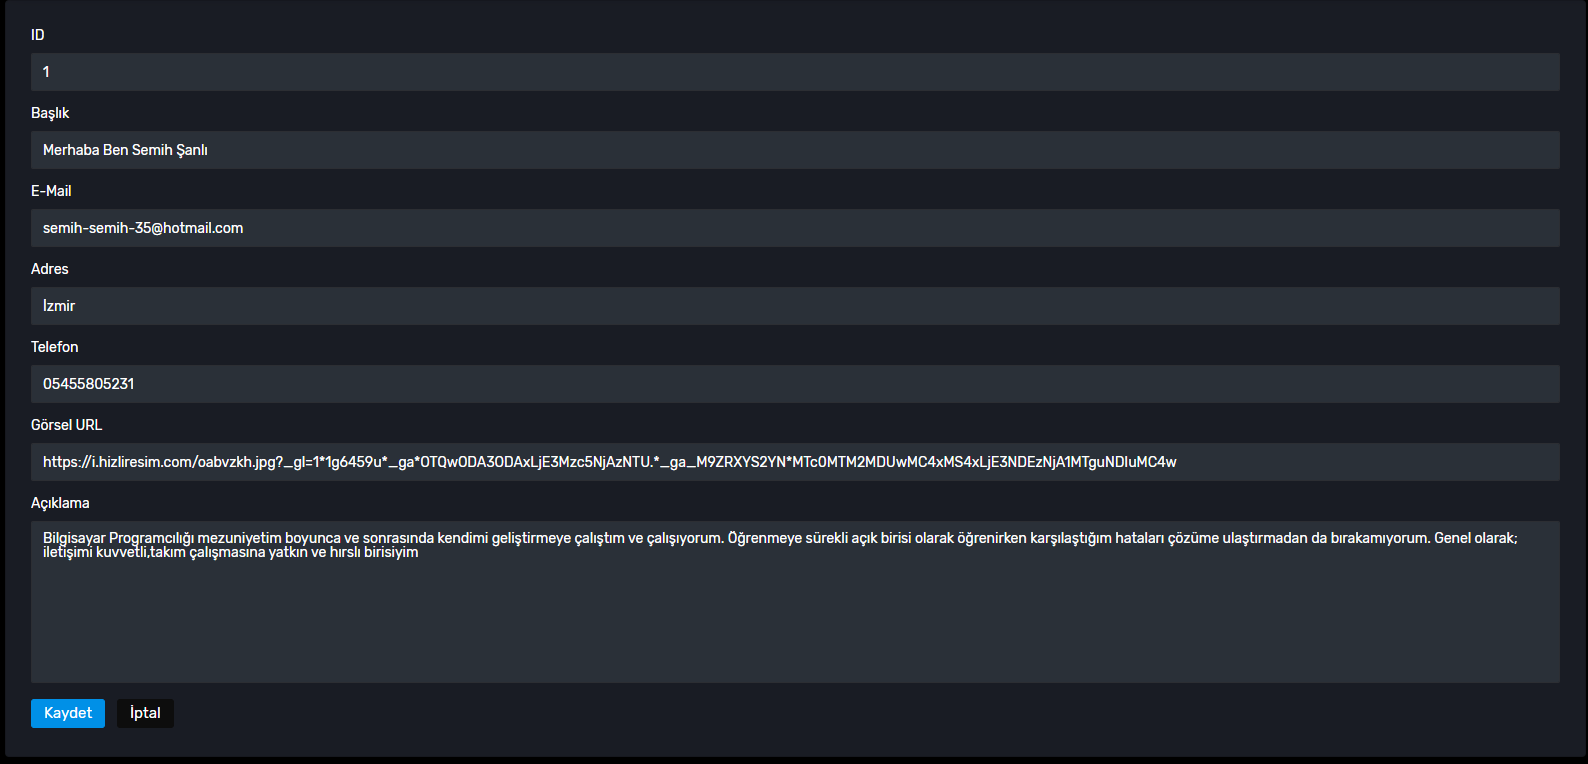 ID
1
Başlık
Merhaba Ben Semih Şanlı
E-Mail
semih-semih-35@hotmail.com
Adres
İzmir
Telefon
05455805231
Görsel URL
https://i.hizliresim.com/oabvzkh.jpg?_gl=1*1g6459u*_ga*OTQwODA3ODAxLjE3Mzc5NjAzNTU.*_ga_M9ZRXYS2YN*MTc0MTM2MDUwMC4xMS4xLjE3NDEzNjA1MTguNDIuMC4w
Açıklama
Bilgisayar Programcılığı mezuniyetim boyunca ve sonrasında kendimi geliştirmeye çalıştım ve çalışıyorum. Öğrenmeye sürekli açık birisi olarak öğrenirken karşılaştığım hataları çözüme ulaştırmadan da bırakamıyorum. Genel olarak;
iletişimi kuvvetli,takım çalışmasına yatkın ve hırslı birisiyim
Kaydet İptal